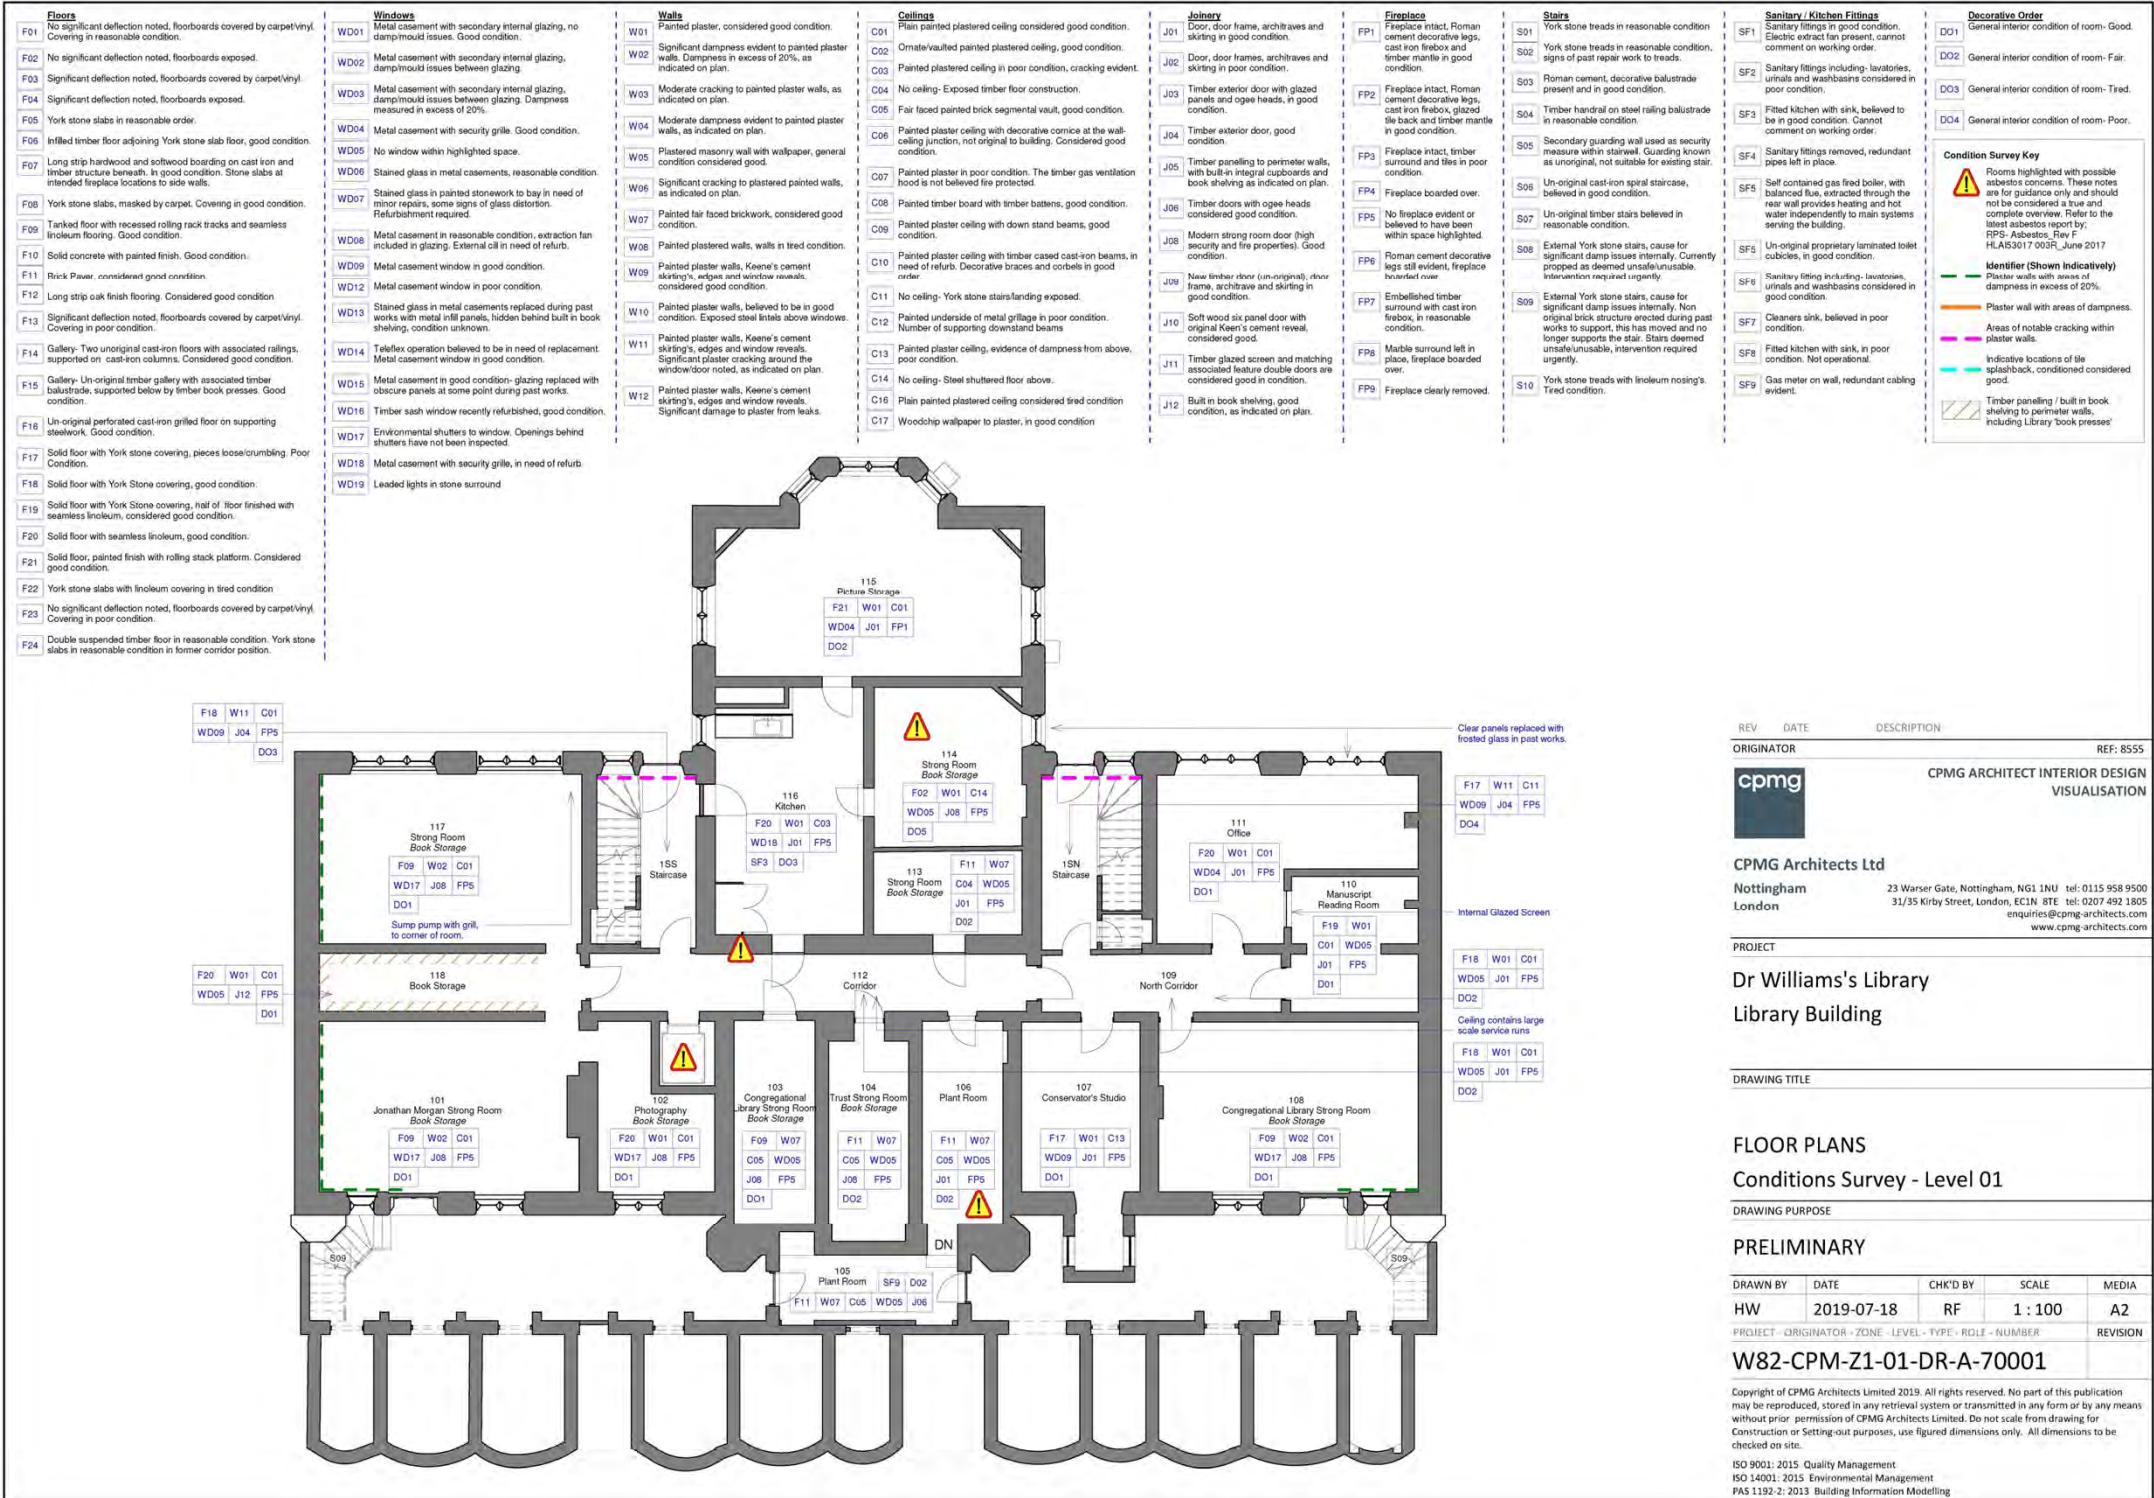 Floors
F01 No significant deflection noted, floorboards covered by carpet/vinyl.
Covering in reasonable condition.
F02 No significant deflection noted, floorboards exposed.
F03 Significant deflection noted, floorboards covered by carpet/vinyl.
F04 Significant deflection noted, floorboards exposed.
F05 York stone slabs in reasonable order.
F06 Infilled timber floor adjoining York stone slab floor, good condition.
F07 Long strip hardwood and softwood boarding on cast iron and
timber structure beneath. In good condition. Stone slabs at
intended fireplace locations to side walls.
F08 York stone slabs, masked by carpet. Covering in good condition.
F09 Tanked floor with recessed rolling rack tracks and seamless
linoleum flooring. Good condition.
F10 Solid concrete with painted finish. Good condition.
F11 Brick Paver, considered good condition.
F12 Long strip oak finish flooring. Considered good condition
F13 Significant deflection noted, floorboards covered by carpet/vinyl.
Covering in poor condition.
F14 Gallery- Two unoriginal cast-iron floors with associated railings,
supported on cast-iron columns. Considered good condition.
F15 Gallery- Un-original timber gallery with associated timber
balustrade, supported below by timber book presses. Good
condition.
F16 Un-original perforated cast-iron grilled floor on supporting
steelwork. Good condition.
F17 Solid floor with York stone covering, pieces loose/crumbling. Poor
Condition.
F18 Solid floor with York Stone covering, good condition.
F19 Solid floor with York Stone covering, half of floor finished with
seamless linoleum, considered good condition.
F20 Solid floor with seamless linoleum, good condition.
F21 Solid floor, painted finish with rolling stack platform. Considered
good condition.
F22 York stone slabs with linoleum covering in tired condition
F23 No significant deflection noted, floorboards covered by carpet/vinyl.
Covering in poor condition.
F24 Double suspended timber floor in reasonable condition. York stone
slabs in reasonable condition in former corridor position.
Windows
WD01 Metal casement with secondary internal glazing, no
damp/mould issues. Good condition.
WD02 Metal casement with secondary internal glazing,
damp/mould issues between glazing.
WD03 Metal casement with secondary internal glazing,
damp/mould issues between glazing. Dampness
measured in excess of 20%.
WD04 Metal casement with security grille. Good condition.
WD05 No window within highlighted space.
WD06 Stained glass in metal casements, reasonable condition.
WD07 Stained glass in painted stonework to bay in need of
minor repairs, some signs of glass distortion.
Refurbishment required.
WD08 Metal casement in reasonable condition, extraction fan
included in glazing. External cill in need of refurb.
WD09 Metal casement window in good condition.
WD12 Metal casement window in poor condition.
WD13 Stained glass in metal casements replaced during past
works with metal infill panels, hidden behind built in book
shelving, condition unknown.
WD14 Teleflex operation believed to be in need of replacement.
Metal casement window in good condition.
WD15 Metal casement in good condition- glazing replaced with
obscure panels at some point during past works.
WD16 Timber sash window recently refurbished, good condition.
WD17 Environmental shutters to window. Openings behind
shutters have not been inspected.
WD18 Metal casement with security grille, in need of refurb
WD19 Leaded lights in stone surround
Walls
W01 Painted plaster, considered good condition.
W02 Significant dampness evident to painted plaster
walls. Dampness in excess of 20%, as
indicated on plan.
W03 Moderate cracking to painted plaster walls, as
indicated on plan.
W04 Moderate dampness evident to painted plaster
walls, as indicated on plan.
W05 Plastered masonry wall with wallpaper, general
condition considered good.
W06 Significant cracking to plastered painted walls,
as indicated on plan.
W07 Painted fair faced brickwork, considered good
condition.
W08 Painted plastered walls, walls in tired condition.
W09 Painted plaster walls, Keene's cement
skirting's, edges and window reveals,
considered good condition.
W10 Painted plaster walls, believed to be in good
condition. Exposed steel lintels above windows.
W11 Painted plaster walls, Keene's cement
skirting's, edges and window reveals.
Significant plaster cracking around the
window/door noted, as indicated on plan.
W12 Painted plaster walls, Keene's cement
skirting's, edges and window reveals.
Significant damage to plaster from leaks.
Ceilings
C01 Plain painted plastered ceiling considered good condition.
C02 Ornate/vaulted painted plastered ceiling, good condition.
C03 Painted plastered ceiling in poor condition, cracking evident.
C04 No ceiling- Exposed timber floor construction.
C05 Fair faced painted brick segmental vault, good condition.
C06 Painted plaster ceiling with decorative cornice at the wall-
ceiling junction, not original to building. Considered good
condition.
C07 Painted plaster in poor condition. The timber gas ventilation
hood is not believed fire protected.
C08 Painted timber board with timber battens, good condition.
C09 Painted plaster ceiling with down stand beams, good
condition.
C10 Painted plaster ceiling with timber cased cast-iron beams, in
need of refurb. Decorative braces and corbels in good
order.
C11 No ceiling- York stone stairs/landing exposed.
C12 Painted underside of metal grillage in poor condition.
Number of supporting downstand beams
C13 Painted plaster ceiling, evidence of dampness from above,
poor condition.
C14 No ceiling- Steel shuttered floor above.
C16 Plain painted plastered ceiling considered tired condition
C17 Woodchip wallpaper to plaster, in good condition
Joinery
J01 Door, door frame, architraves and
skirting in good condition.
J02 Door, door frames, architraves and
skirting in poor condition.
J03 Timber exterior door with glazed
panels and ogee heads, in good
condition.
J04 Timber exterior door, good
condition.
J05 Timber panelling to perimeter walls,
with built-in integral cupboards and
book shelving as indicated on plan.
J06 Timber doors with ogee heads
considered good condition.
J08 Modern strong room door (high
security and fire properties). Good
condition.
J09 New timber door (un-original), door
frame, architrave and skirting in
good condition.
J10 Soft wood six panel door with
original Keen's cement reveal,
considered good.
J11 Timber glazed screen and matching
associated feature double doors are
considered good in condition.
J12 Built in book shelving, good
condition, as indicated on plan.
Fireplace
FP1 Fireplace intact, Roman
cement decorative legs,
cast iron firebox and
timber mantle in good
condition.
FP2 Fireplace intact, Roman
cement decorative legs,
cast iron firebox, glazed
tile back and timber mantle
in good condition.
FP3 Fireplace intact, timber
surround and tiles in poor
condition.
FP4 Fireplace boarded over.
FP5 No fireplace evident or
believed to have been
within space highlighted.
FP6 Roman cement decorative
legs still evident, fireplace
boarded over
FP7 Embellished timber
surround with cast iron
firebox, in reasonable
condition.
FP8 Marble surround left in
place, fireplace boarded
over.
FP9 Fireplace clearly removed.
Stairs
S01 York stone treads in reasonable condition
S02 York stone treads in reasonable condition,
signs of past repair work to treads.
S03 Roman cement, decorative balustrade
present and in good condition.
S04 Timber handrail on steel railing balustrade
in reasonable condition.
S05 Secondary guarding wall used as security
measure within stairwell. Guarding known
as unoriginal, not suitable for existing stair.
S06 Un-original cast-iron spiral staircase,
believed in good condition.
S07 Un-original timber stairs believed in
reasonable condition.
S08 External York stone stairs, cause for
significant damp issues internally. Currently
propped as deemed unsafe/unusable.
Intervention required urgently.
S09 External York stone stairs, cause for
significant damp issues internally. Non
original brick structure erected during past
works to support, this has moved and no
longer supports the stair. Stairs deemed
unsafe/unusable, intervention required
urgently.
S10 York stone treads with linoleum nosing's.
Tired condition.
Sanitary / Kitchen Fittings
SF1 Sanitary fittings in good condition.
Electric extract fan present, cannot
comment on working order.
SF2 Sanitary fittings including- lavatories,
urinals and washbasins considered in
poor condition.
SF3 Fitted kitchen with sink, believed to
be in good condition. Cannot
comment on working order.
SF4 Sanitary fittings removed, redundant
pipes left in place.
SF5 Self contained gas fired boiler, with
balanced flue, extracted through the
rear wall provides heating and hot
water independently to main systems
serving the building.
SF5 Un-original proprietary laminated toilet
cubicles, in good condition.
SF6 Sanitary fitting including- lavatories,
urinals and washbasins considered in
good condition.
SF7 Cleaners sink, believed in poor
condition.
SF8 Fitted kitchen with sink, in poor
condition. Not operational.
SF9 Gas meter on wall, redundant cabling
evident.
Decorative Order
DO1 General interior condition of room- Good.
DO2 General interior condition of room- Fair.
DO3 General interior condition of room- Tired.
DO4 General interior condition of room- Poor.
Condition Survey Key
Rooms highlighted with possible
asbestos concerns. These notes
are for guidance only and should
not be considered a true and
complete overview. Refer to the
latest asbestos report by;
RPS- Asbestos_Rev F
HLAI53017 003R_June 2017
Identifier (Shown Indicatively)
Plaster walls with areas of
dampness in excess of 20%.
Plaster wall with areas of dampness.
Areas of notable cracking within
plaster walls.
Indicative locations of tile
splashback, conditioned considered
good.
Timber panelling / built in book
shelving to perimeter walls,
including Library 'book presses'
115
Picture Storage
F21 W01 C01
WD04 J01 FP1
DO2
F18 W11 C01
WD09 J04 FP5
DO3
Clear panels replaced with
frosted glass in past works.
114
Strong Room
Book Storage
F02 W01 C14
WD05 J08 FP5
DO5
116
Kitchen
F20 W01 C03
WD18 J01 FP5
SF3 DO3
F17 W11 C11
WD09 J04 FP5
DO4
117
Strong Room
Book Storage
F09 W02 C01
WD17 J08 FP5
DO1
Sump pump with grill,
to corner of room.
1SS
Staircase
113
Strong Room
Book Storage
F11 W07
C04 WD05
J01 FP5
D02
1SN
Staircase
111
Office
F20 W01 C01
WD04 J01 FP5
DO1
110
Manuscript
Reading Room
F19 W01
C01 WD05
J01 FP5
D01
Internal Glazed Screen
F20 W01 C01
WD05 J12 FP5
D01
118
Book Storage
112
Corridor
109
North Corridor
F18 W01 C01
WD05 J01 FP5
DO2
Ceiling contains large
scale service runs
F18 W01 C01
WD05 J01 FP5
DO2
101
Jonathan Morgan Strong Room
Book Storage
F09 W02 C01
WD17 J08 FP5
DO1
102
Photography
Book Storage
F20 W01 C01
WD17 J08 FP5
DO1
103
Congregational
Library Strong Room
Book Storage
F09 W07
C05 WD05
J08 FP5
DO1
104
Trust Strong Room
Book Storage
F11 W07
C05 WD05
J08 FP5
DO2
106
Plant Room
F11 W07
C05 WD05
J01 FP5
D02
107
Conservator's Studio
F17 W01 C13
WD09 J01 FP5
DO1
108
Congregational Library Strong Room
Book Storage
F09 W02 C01
WD17 J08 FP5
DO1
DN
S09
S09
105
Plant Room
SF9 D02
F11 W07 C05 WD05 J06
REV DATE DESCRIPTION
ORIGINATOR REF: 8555
cpmg
CPMG ARCHITECT INTERIOR DESIGN
VISUALISATION
CPMG Architects Ltd
Nottingham 23 Warser Gate, Nottingham, NG1 1NU tel: 0115 958 9500
London 31/35 Kirby Street, London, EC1N 8TE tel: 0207 492 1805
enquiries@cpmg-architects.com
www.cpmg-architects.com
PROJECT
Dr Williams's Library
Library Building
DRAWING TITLE
FLOOR PLANS
Conditions Survey - Level 01
DRAWING PURPOSE
PRELIMINARY
DRAWN BY DATE CHK'D BY SCALE MEDIA
HW 2019-07-18 RF 1 : 100 A2
PROJECT - ORIGINATOR - ZONE - LEVEL - TYPE - ROLE - NUMBER REVISION
W82-CPM-Z1-01-DR-A-70001
Copyright of CPMG Architects Limited 2019. All rights reserved. No part of this publication
may be reproduced, stored in any retrieval system or transmitted in any form or by any means
without prior permission of CPMG Architects Limited. Do not scale from drawing for
Construction or Setting-out purposes, use figured dimensions only. All dimensions to be
checked on site.
ISO 9001: 2015 Quality Management
ISO 14001: 2015 Environmental Management
PAS 1192-2: 2013 Building Information Modelling